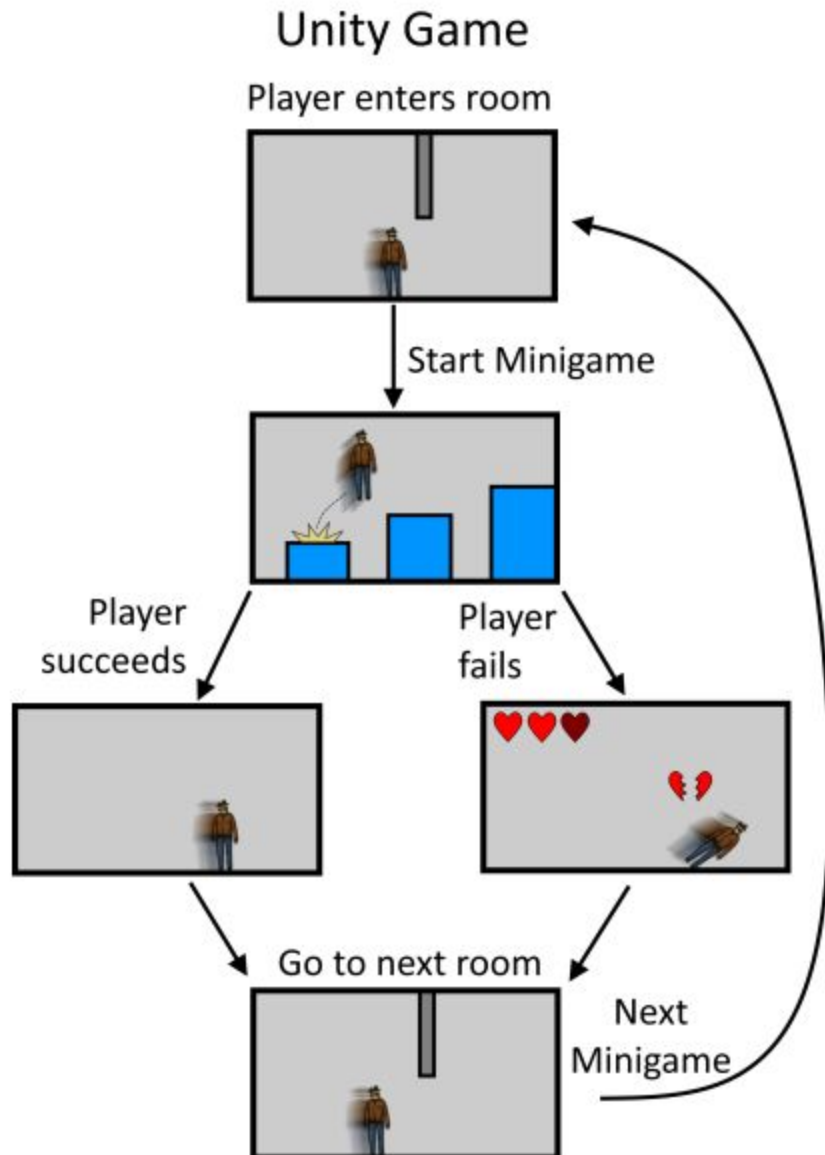 Unity Game
Player enters room
Start Minigame
Player
succeeds
Player
fails
Go to next room
Next
Minigame